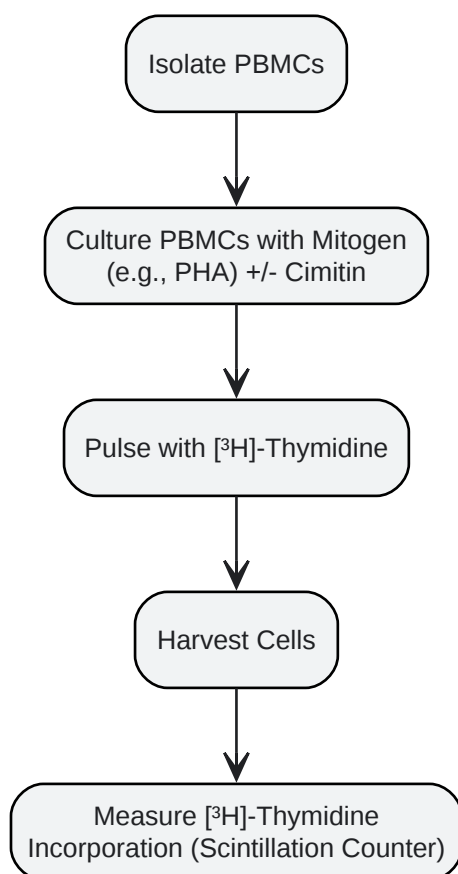 Isolate PBMCs
Culture PBMCs with Mitogen
(e.g., PHA) +/- Cimitin
Pulse with [³H]-Thymidine
Harvest Cells
Measure [³H]-Thymidine
Incorporation (Scintillation Counter)